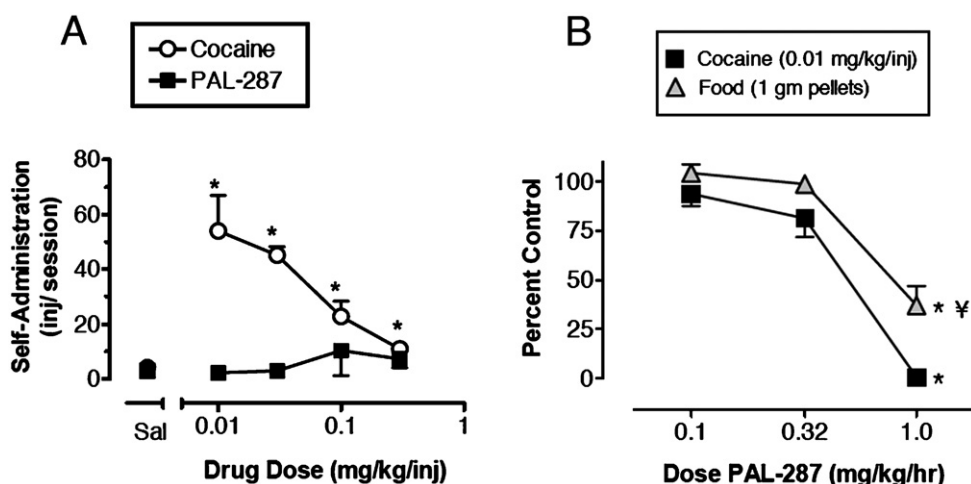 A
Cocaine
PAL-287
Self-Administration
(inj/ session)
80
60
40
20
0
*
*
*
*
Sal
0.01
0.1
1
Drug Dose (mg/kg/inj)
B
Cocaine (0.01 mg/kg/inj)
Food (1 gm pellets)
Percent Control
100
75
50
25
0
* ¥
*
0.1
0.32
1.0
Dose PAL-287 (mg/kg/hr)